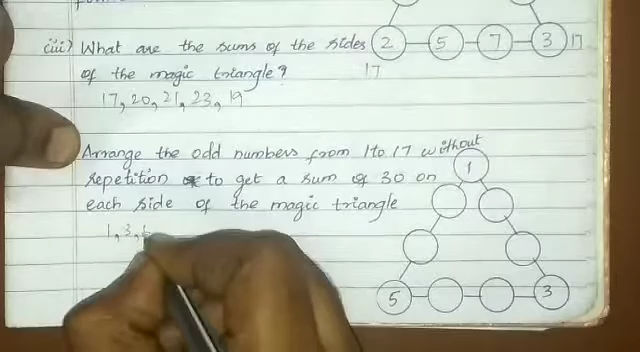 (iii) What are the sums of the sides
of the magic triangle?
17, 20, 21, 23, 19
2 5 7 3 17
17
Arrange the odd numbers from 1 to 17 without
repetition to get a sum of 30 on
each side of the magic triangle
1, 3,
1
5 3